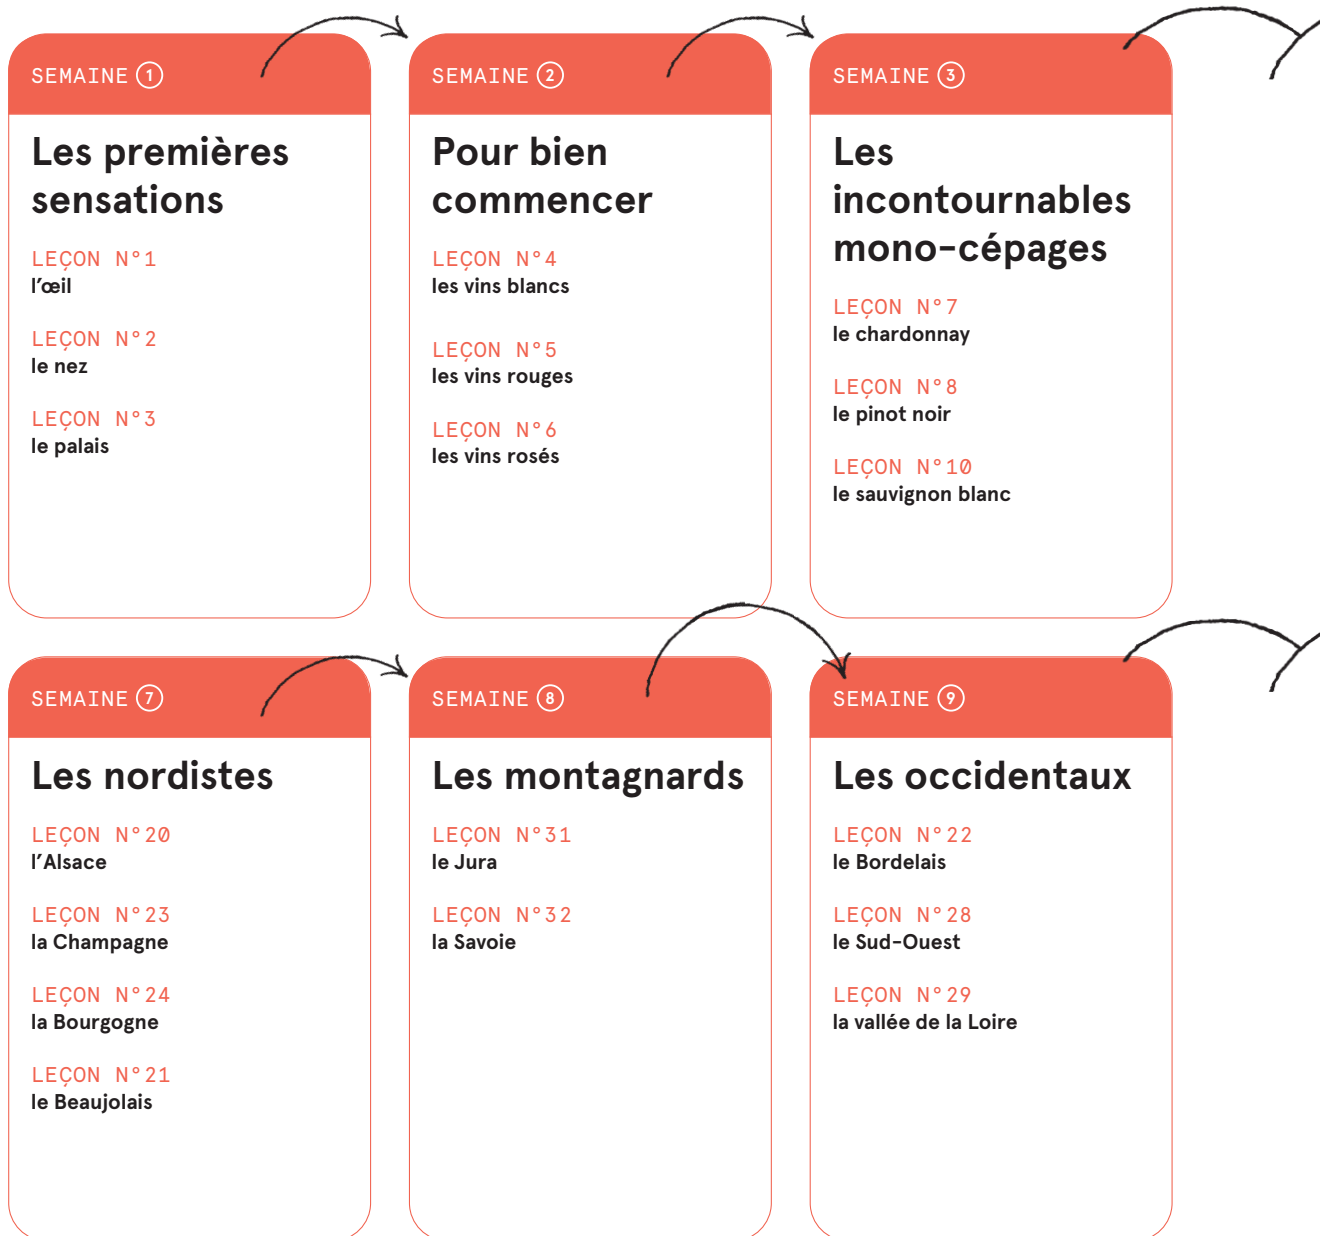 SEMAINE 1
Les premières
sensations
LEÇON N°1
l’œil
LEÇON N°2
le nez
LEÇON N°3
le palais
SEMAINE 2
Pour bien
commencer
LEÇON N°4
les vins blancs
LEÇON N°5
les vins rouges
LEÇON N°6
les vins rosés
SEMAINE 3
Les
incontournables
mono-cépages
LEÇON N°7
le chardonnay
LEÇON N°8
le pinot noir
LEÇON N°10
le sauvignon blanc
SEMAINE 7
Les nordistes
LEÇON N°20
l’Alsace
LEÇON N°23
la Champagne
LEÇON N°24
la Bourgogne
LEÇON N°21
le Beaujolais
SEMAINE 8
Les montagnards
LEÇON N°31
le Jura
LEÇON N°32
la Savoie
SEMAINE 9
Les occidentaux
LEÇON N°22
le Bordelais
LEÇON N°28
le Sud-Ouest
LEÇON N°29
la vallée de la Loire